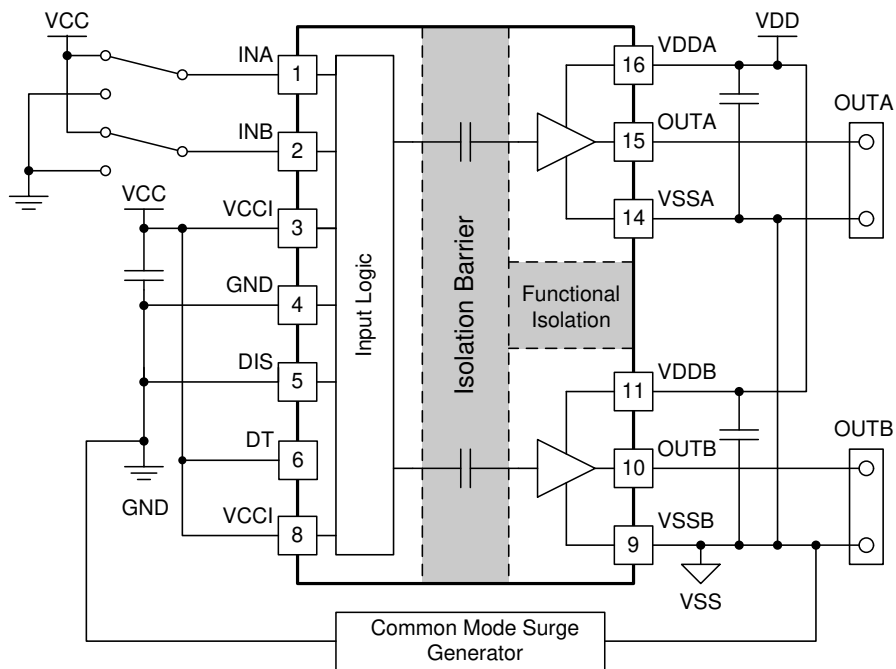 VCC
INA
1
INB
2
VCC
VCCI
3
GND
4
DIS
5
DT
6
GND
VCCI
8
Input Logic
Isolation Barrier
Functional
Isolation
16
VDDA
VDD
15
OUTA
OUTA
14
VSSA
11
VDDB
10
OUTB
OUTB
9
VSSB
VSS
Common Mode Surge
Generator